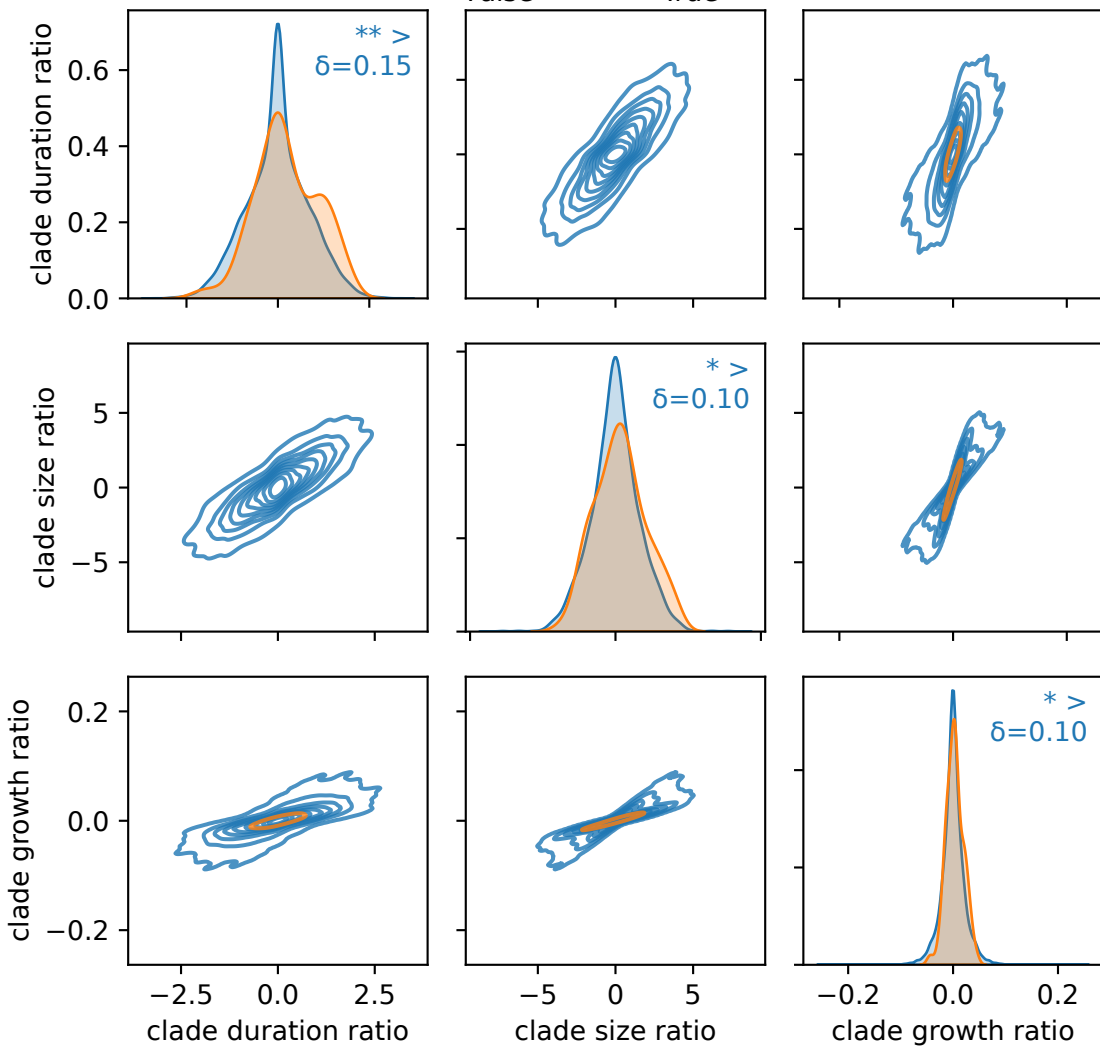 ** >
δ=0.15
clade duration ratio
0.6
0.4
0.2
0.0
* >
δ=0.10
clade size ratio
5
0
−5
* >
δ=0.10
clade growth ratio
0.2
0.0
−0.2
−2.5 0.0 2.5
−5 0 5
−0.2 0.0 0.2
clade duration ratio
clade size ratio
clade growth ratio